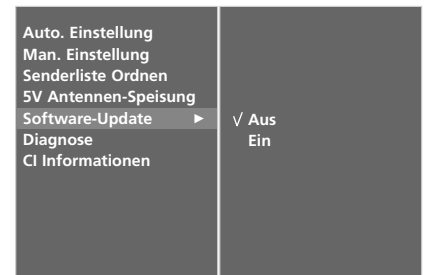 Auto. Einstellung
Man. Einstellung
Senderliste Ordnen
5V Antennen-Speisung
Software-Update ►
√ Aus
Diagnose
Ein
CI Informationen